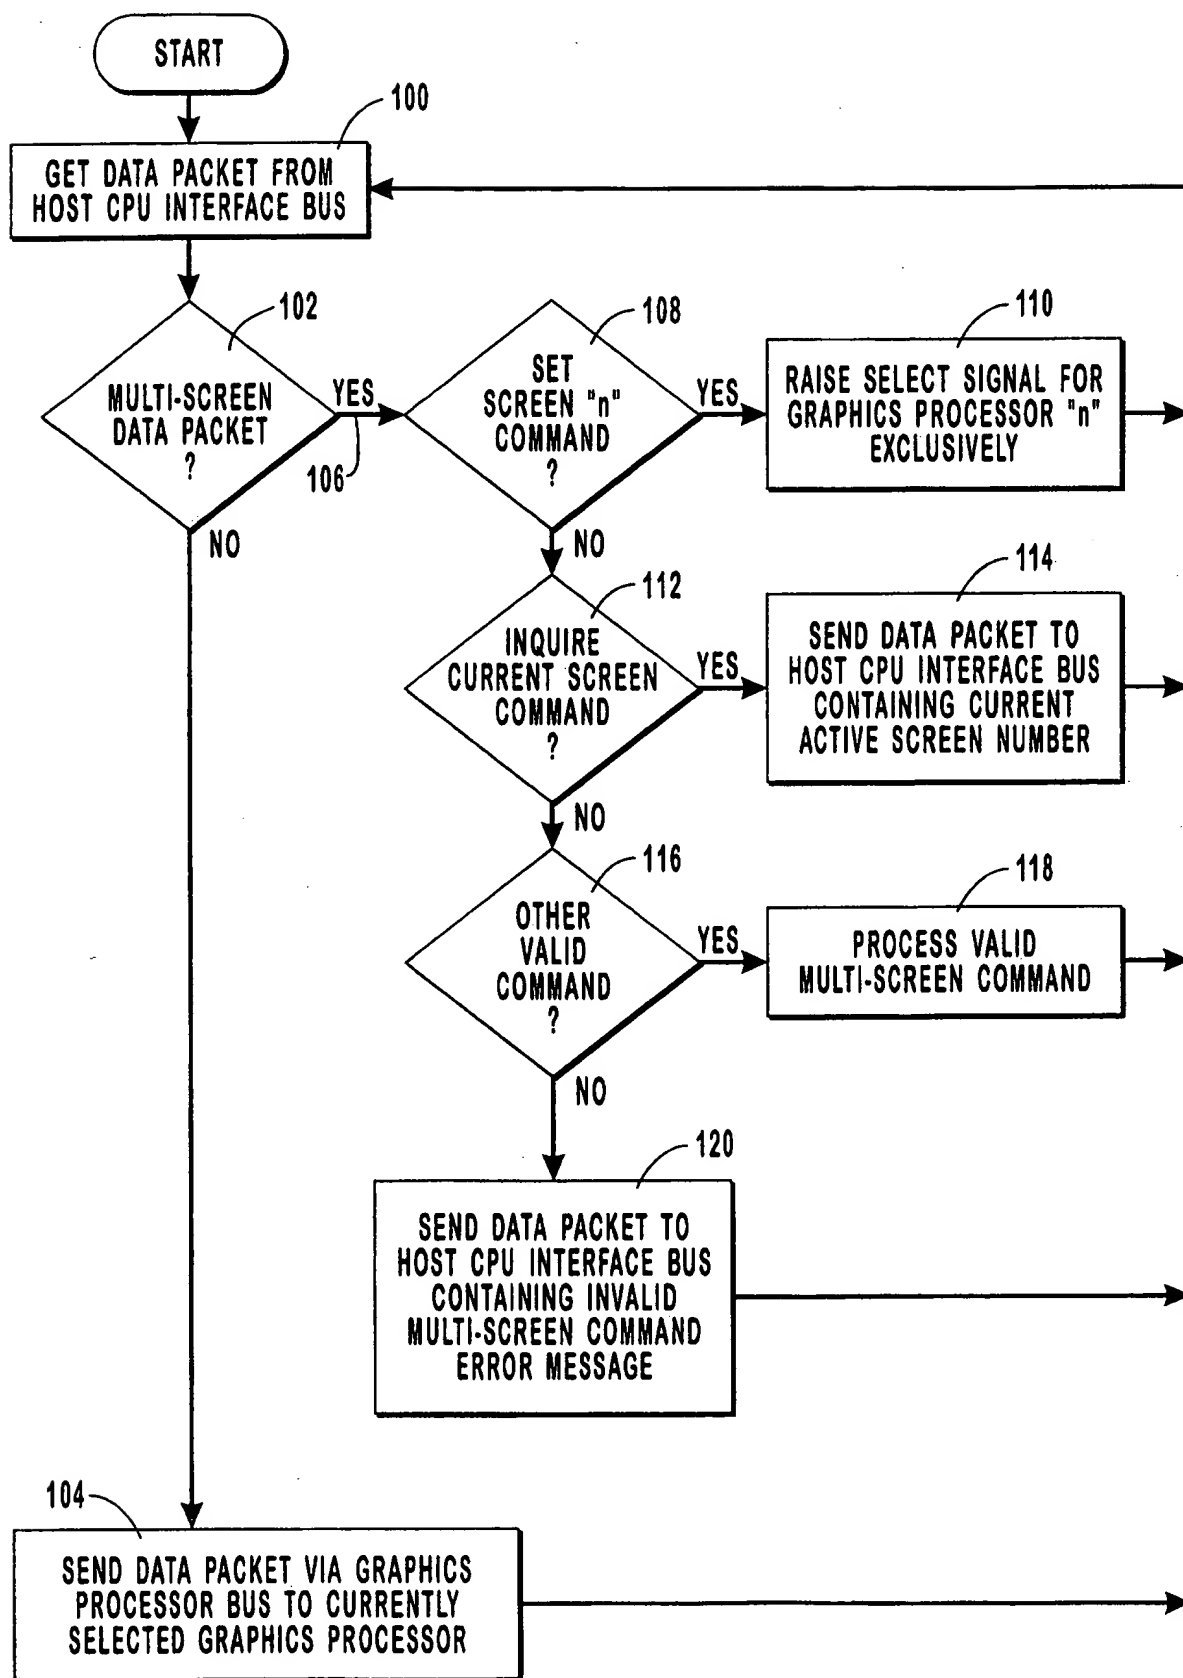 START
100
GET DATA PACKET FROM
HOST CPU INTERFACE BUS
102
MULTI-SCREEN
DATA PACKET
?
YES
106
NO
108
SET
SCREEN "n"
COMMAND
?
YES
NO
110
RAISE SELECT SIGNAL FOR
GRAPHICS PROCESSOR "n"
EXCLUSIVELY
112
INQUIRE
CURRENT SCREEN
COMMAND
?
YES
NO
114
SEND DATA PACKET TO
HOST CPU INTERFACE BUS
CONTAINING CURRENT
ACTIVE SCREEN NUMBER
116
OTHER
VALID
COMMAND
?
YES
NO
118
PROCESS VALID
MULTI-SCREEN COMMAND
120
SEND DATA PACKET TO
HOST CPU INTERFACE BUS
CONTAINING INVALID
MULTI-SCREEN COMMAND
ERROR MESSAGE
104
SEND DATA PACKET VIA GRAPHICS
PROCESSOR BUS TO CURRENTLY
SELECTED GRAPHICS PROCESSOR